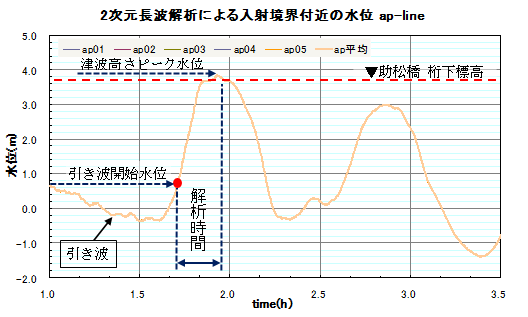 2次元長波解析による入射境界付近の水位 ap-line
ap01 ap02 ap03 ap04 ap05 ap平均
津波高さピーク水位
▼助松橋 桁下標高
引き波開始水位
解析時間
引き波
水位(m)
5.0
4.0
3.0
2.0
1.0
0.0
-1.0
-2.0
1.0 1.5 2.0 2.5 3.0 3.5
time(h)